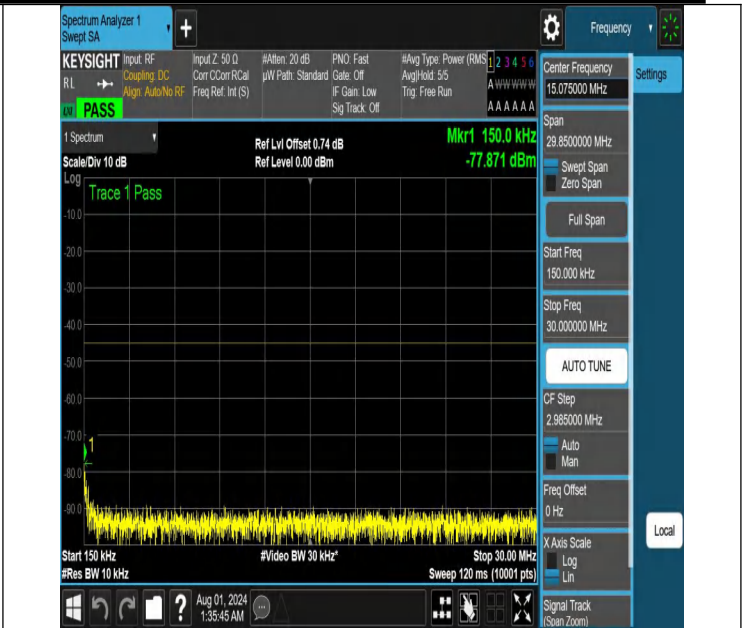 Spectrum Analyzer 1
Swept SA
+
Frequency
KEYSIGHT
RL
PASS
Input: RF
Coupling: DC
Align: Auto/No RF
Input Z: 50 Ω
Corr CCorr RCal
Freq Ref: Int (S)
#Atten: 20 dB
µW Path: Standard
PNO: Fast
Gate: Off
IF Gain: Low
Sig Track: Off
#Avg Type: Power (RMS
Avg|Hold: 5/5
Trig: Free Run
1 2 3 4 5 6
A W W W W W
A A A A A A
Center Frequency
15.075000 MHz
Settings
1 Spectrum
Scale/Div 10 dB
Ref Lvl Offset 0.74 dB
Ref Level 0.00 dBm
Mkr1 150.0 kHz
-77.871 dBm
Span
29.8500000 MHz
Swept Span
Zero Span
Full Span
Start Freq
150.000 kHz
Stop Freq
30.000000 MHz
AUTO TUNE
CF Step
2.985000 MHz
Auto
Man
Freq Offset
0 Hz
X Axis Scale
Log
Lin
Signal Track
(Span Zoom)
Local
Log
Trace 1 Pass
-10.0
-20.0
-30.0
-40.0
-50.0
-60.0
-70.0
1
-80.0
-90.0
Start 150 kHz
#Video BW 30 kHz*
Stop 30.00 MHz
#Res BW 10 kHz
Sweep 120 ms (10001 pts)
?
Aug 01, 2024
1:35:45 AM